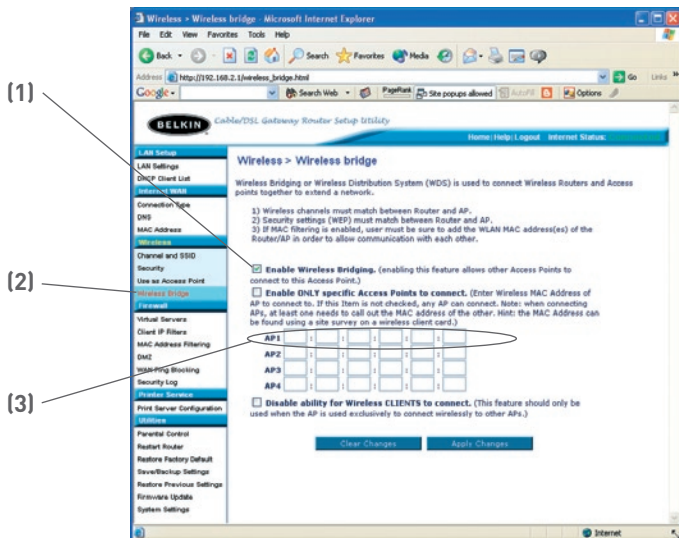 Wireless > Wireless bridge - Microsoft Internet Explorer
File Edit View Favorites Tools Help
Back Search Favorites Media
Address http://192.168.2.1/wireless_bridge.html Go Links
Google Search Web PageRank Site popups allowed AutoFill Options
BELKIN Cable/DSL Gateway Router Setup Utility
Home|Help|Logout Internet Status:
(1)
(2)
(3)
LAN Setup
LAN Settings
DHCP Client List
Internet WAN
Connection Type
DNS
MAC Address
Wireless
Channel and SSID
Security
Use as Access Point
Wireless Bridge
Firewall
Virtual Servers
Client IP Filters
MAC Address Filtering
DMZ
WAN Ping Blocking
Security Log
Printer Service
Print Server Configuration
Utilities
Parental Control
Restart Router
Restore Factory Default
Save/Backup Settings
Restore Previous Settings
Firmware Update
System Settings
Wireless > Wireless bridge
Wireless Bridging or Wireless Distribution System (WDS) is used to connect Wireless Routers and Access
points together to extend a network.
1) Wireless channels must match between Router and AP.
2) Security settings (WEP) must match between Router and AP.
3) If MAC filtering is enabled, user must be sure to add the WLAN MAC address(es) of the
Router/AP in order to allow communication with each other.
Enable Wireless Bridging. (enabling this feature allows other Access Points to
connect to this Access Point.)
Enable ONLY specific Access Points to connect. (Enter Wireless MAC Address of
AP to connect to. If this Item is not checked, any AP can connect. Note: when connecting
APs, at least one needs to call out the MAC address of the other. Hint: the MAC Address can
be found using a site survey on a wireless client card.)
AP1 : : : : :
AP2 : : : : :
AP3 : : : : :
AP4 : : : : :
Disable ability for Wireless CLIENTS to connect. (This feature should only be
used when the AP is used exclusively to connect wirelessly to other APs.)
Clear Changes Apply Changes
Internet